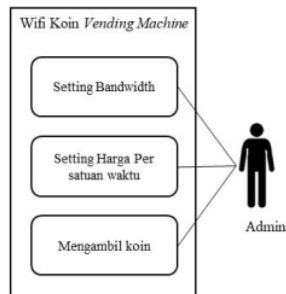 Wifi Koin Vending Machine
Setting Bandwidth
Setting Harga Per
satuan waktu
Mengambil koin
Admin